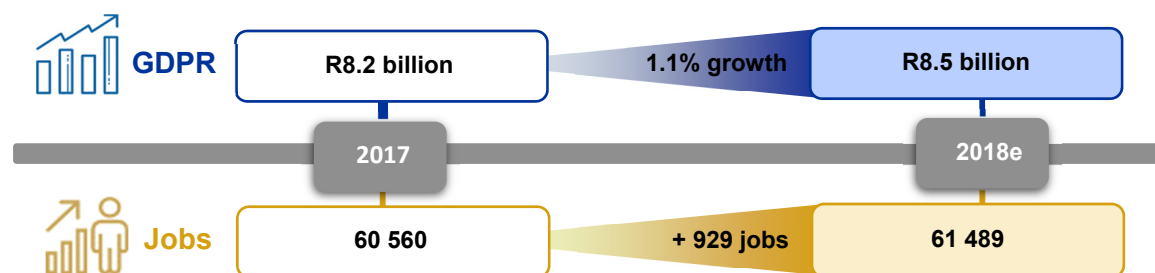 GDPR
R8.2 billion
1.1% growth
R8.5 billion
2017
2018e
Jobs
60 560
+ 929 jobs
61 489